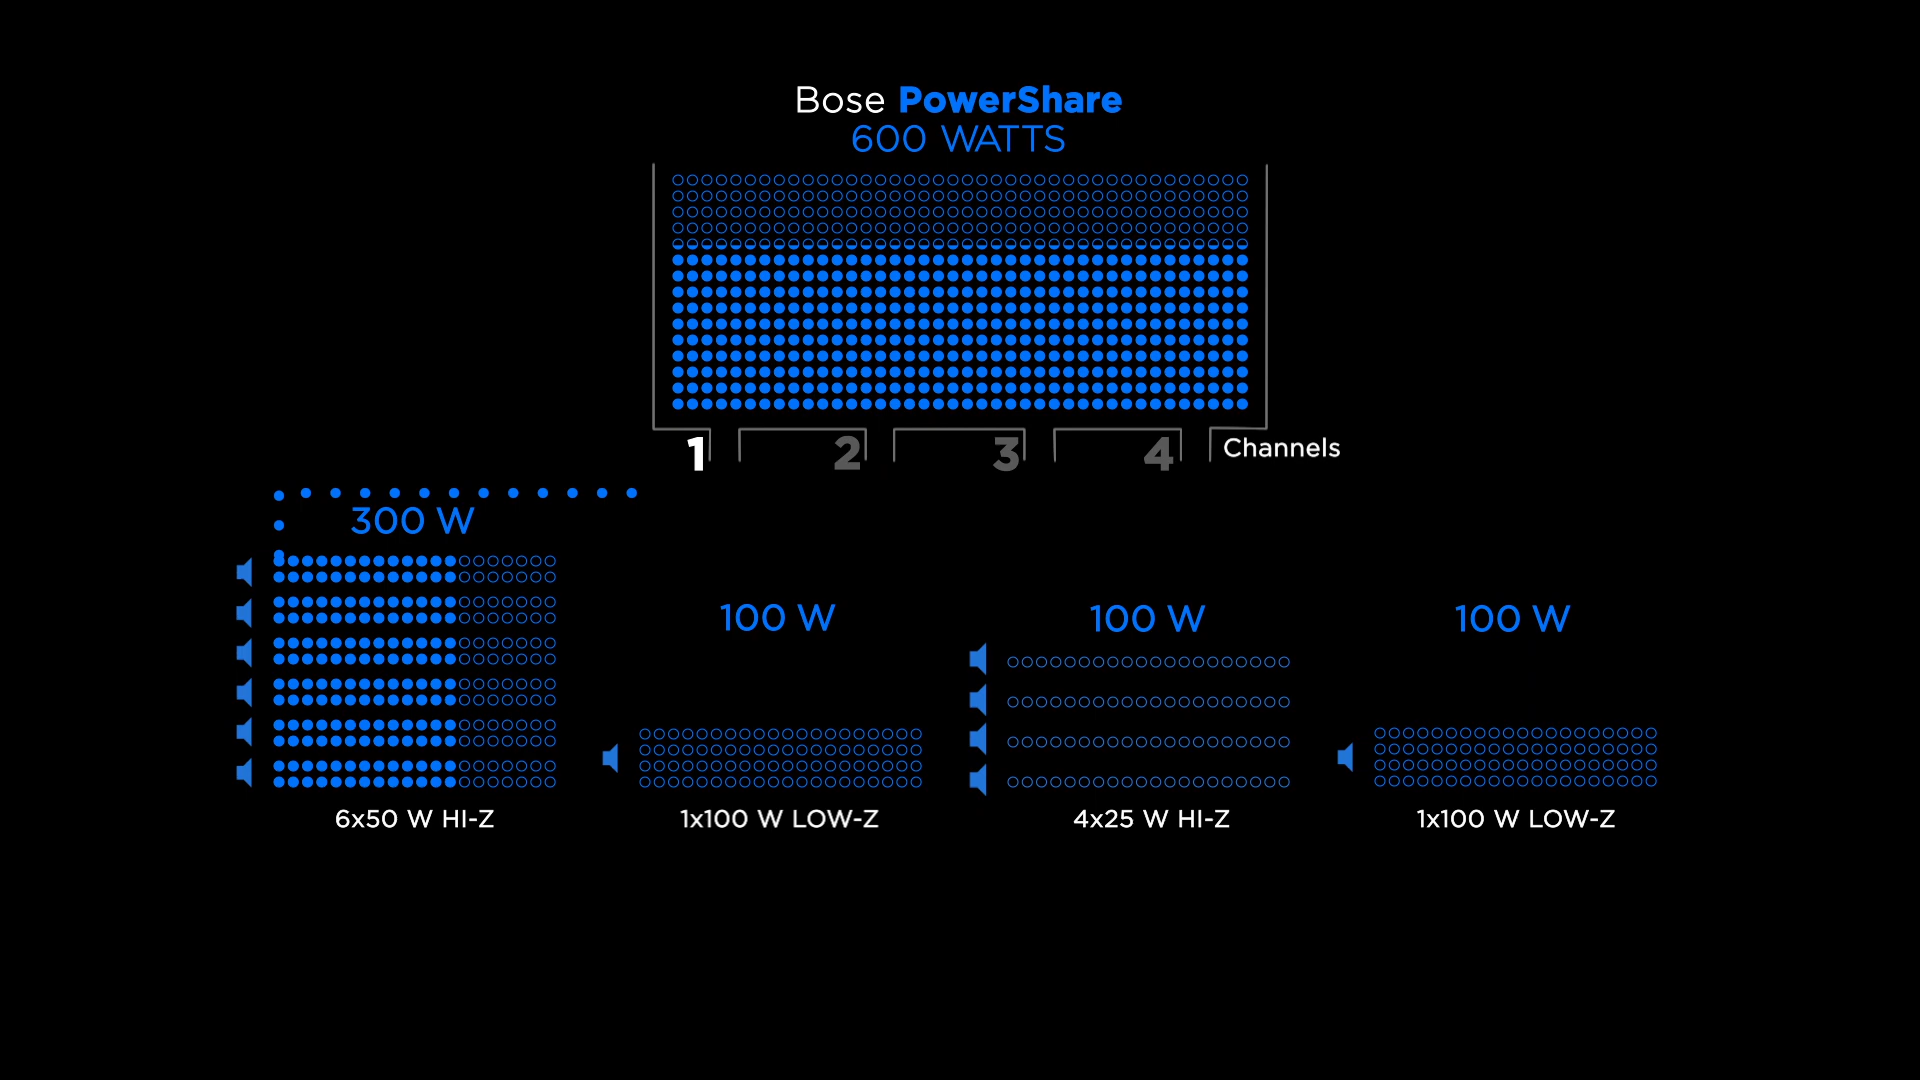 Bose PowerShare
600 WATTS
1 2 3 4 Channels
300 W
100 W 100 W 100 W
6x50 W HI-Z 1x100 W LOW-Z 4x25 W HI-Z 1x100 W LOW-Z